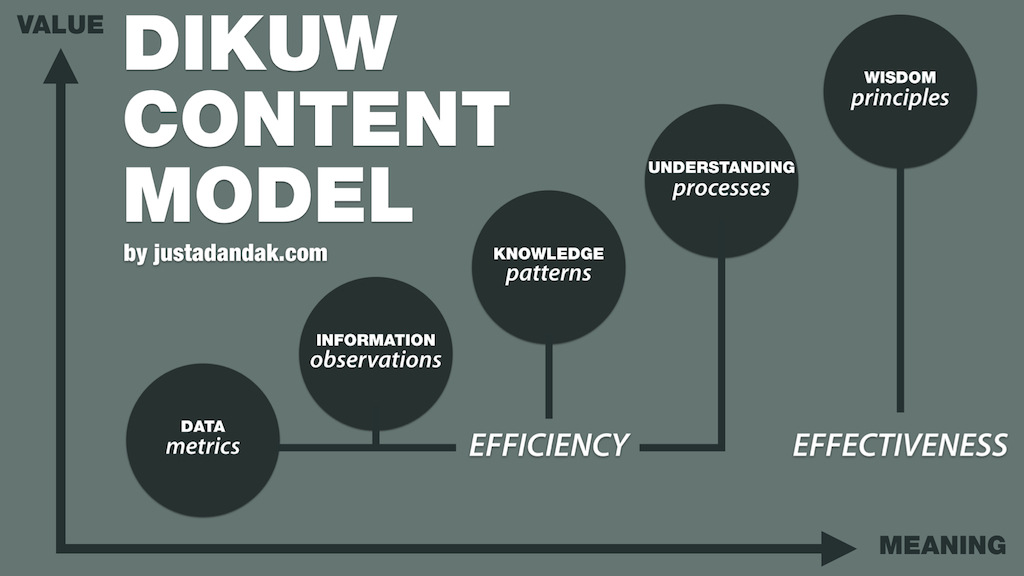 VALUE
DIKUW
CONTENT
MODEL
by justadandak.com
WISDOM
principles
UNDERSTANDING
processes
KNOWLEDGE
patterns
INFORMATION
observations
DATA
metrics
EFFICIENCY
EFFECTIVENESS
MEANING